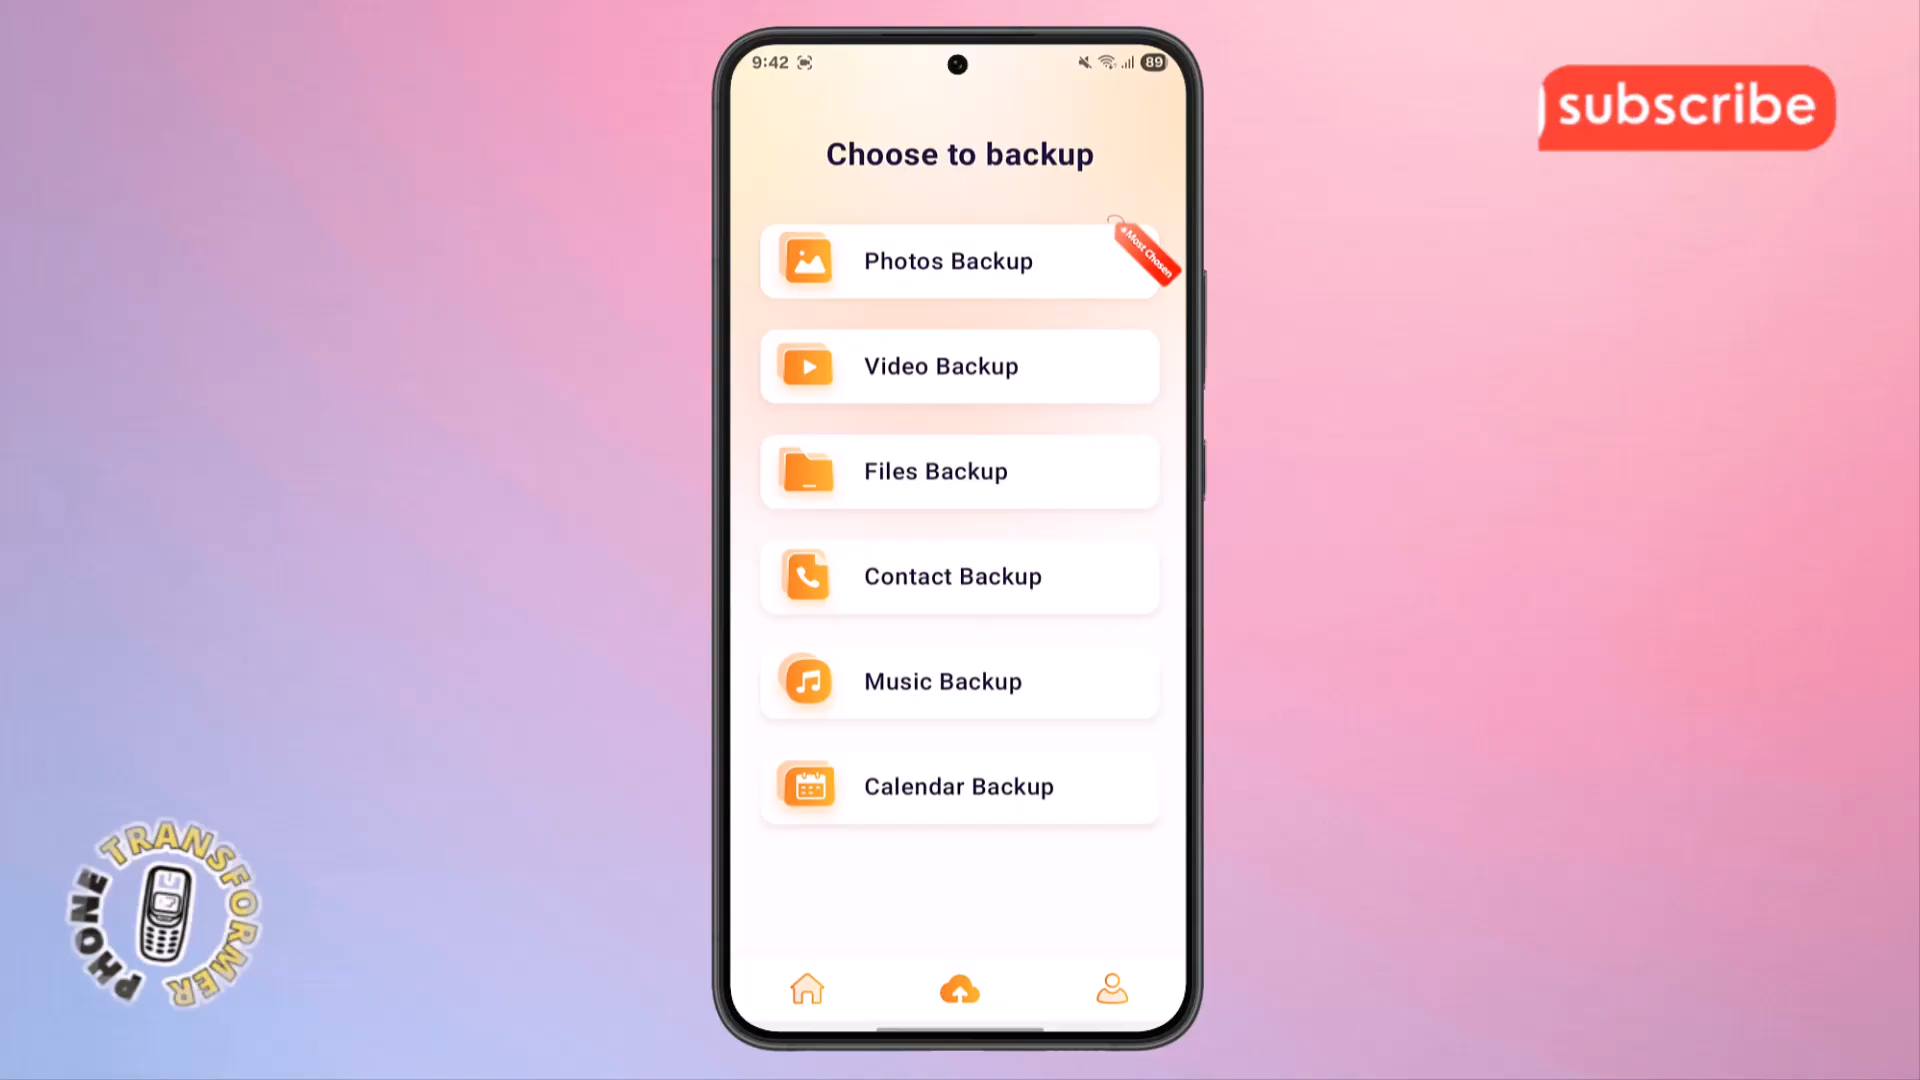 9:42
89
subscribe
Choose to backup
Most Chosen
Photos Backup
Video Backup
Files Backup
Contact Backup
Music Backup
Calendar Backup
PHONE TRANSFORMER